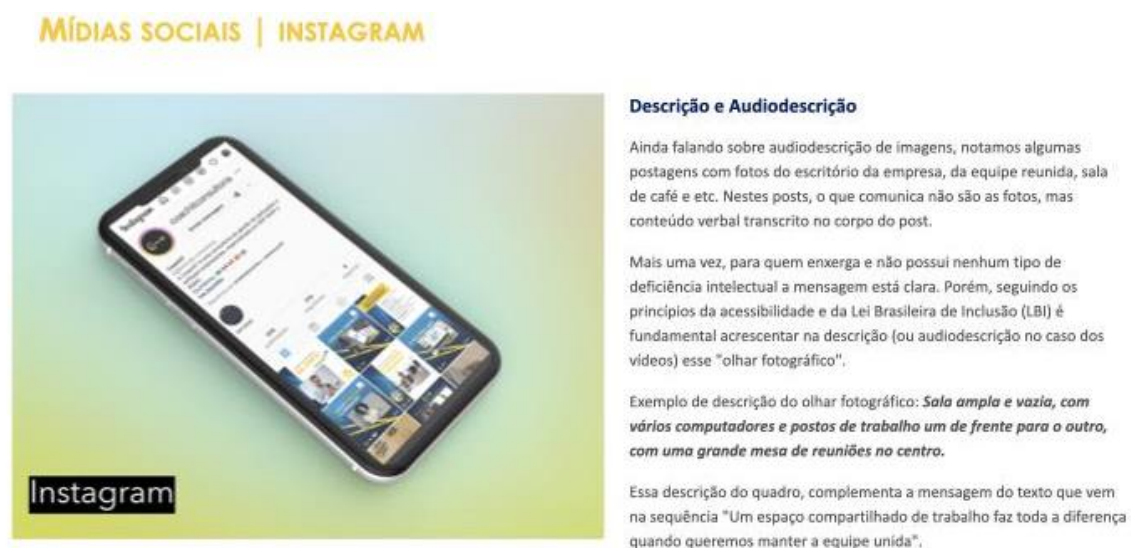 MÍDIAS SOCIAIS | INSTAGRAM
Descrição e Audiodescrição
Ainda falando sobre audiodescrição de imagens, notamos algumas
postagens com fotos do escritório da empresa, da equipe reunida, sala
de café e etc. Nestes posts, o que comunica não são as fotos, mas
conteúdo verbal transcrito no corpo do post.
Mais uma vez, para quem enxerga e não possui nenhum tipo de
deficiência intelectual a mensagem está clara. Porém, seguindo os
princípios da acessibilidade e da Lei Brasileira de Inclusão (LBI) é
fundamental acrescentar na descrição (ou audiodescrição no caso dos
vídeos) esse "olhar fotográfico".
Exemplo de descrição do olhar fotográfico: Sala ampla e vazia, com
vários computadores e postos de trabalho um de frente para o outro,
com uma grande mesa de reuniões no centro.
Essa descrição do quadro, complementa a mensagem do texto que vem
na sequência "Um espaço compartilhado de trabalho faz toda a diferença
quando queremos manter a equipe unida".
Instagram
Instagram